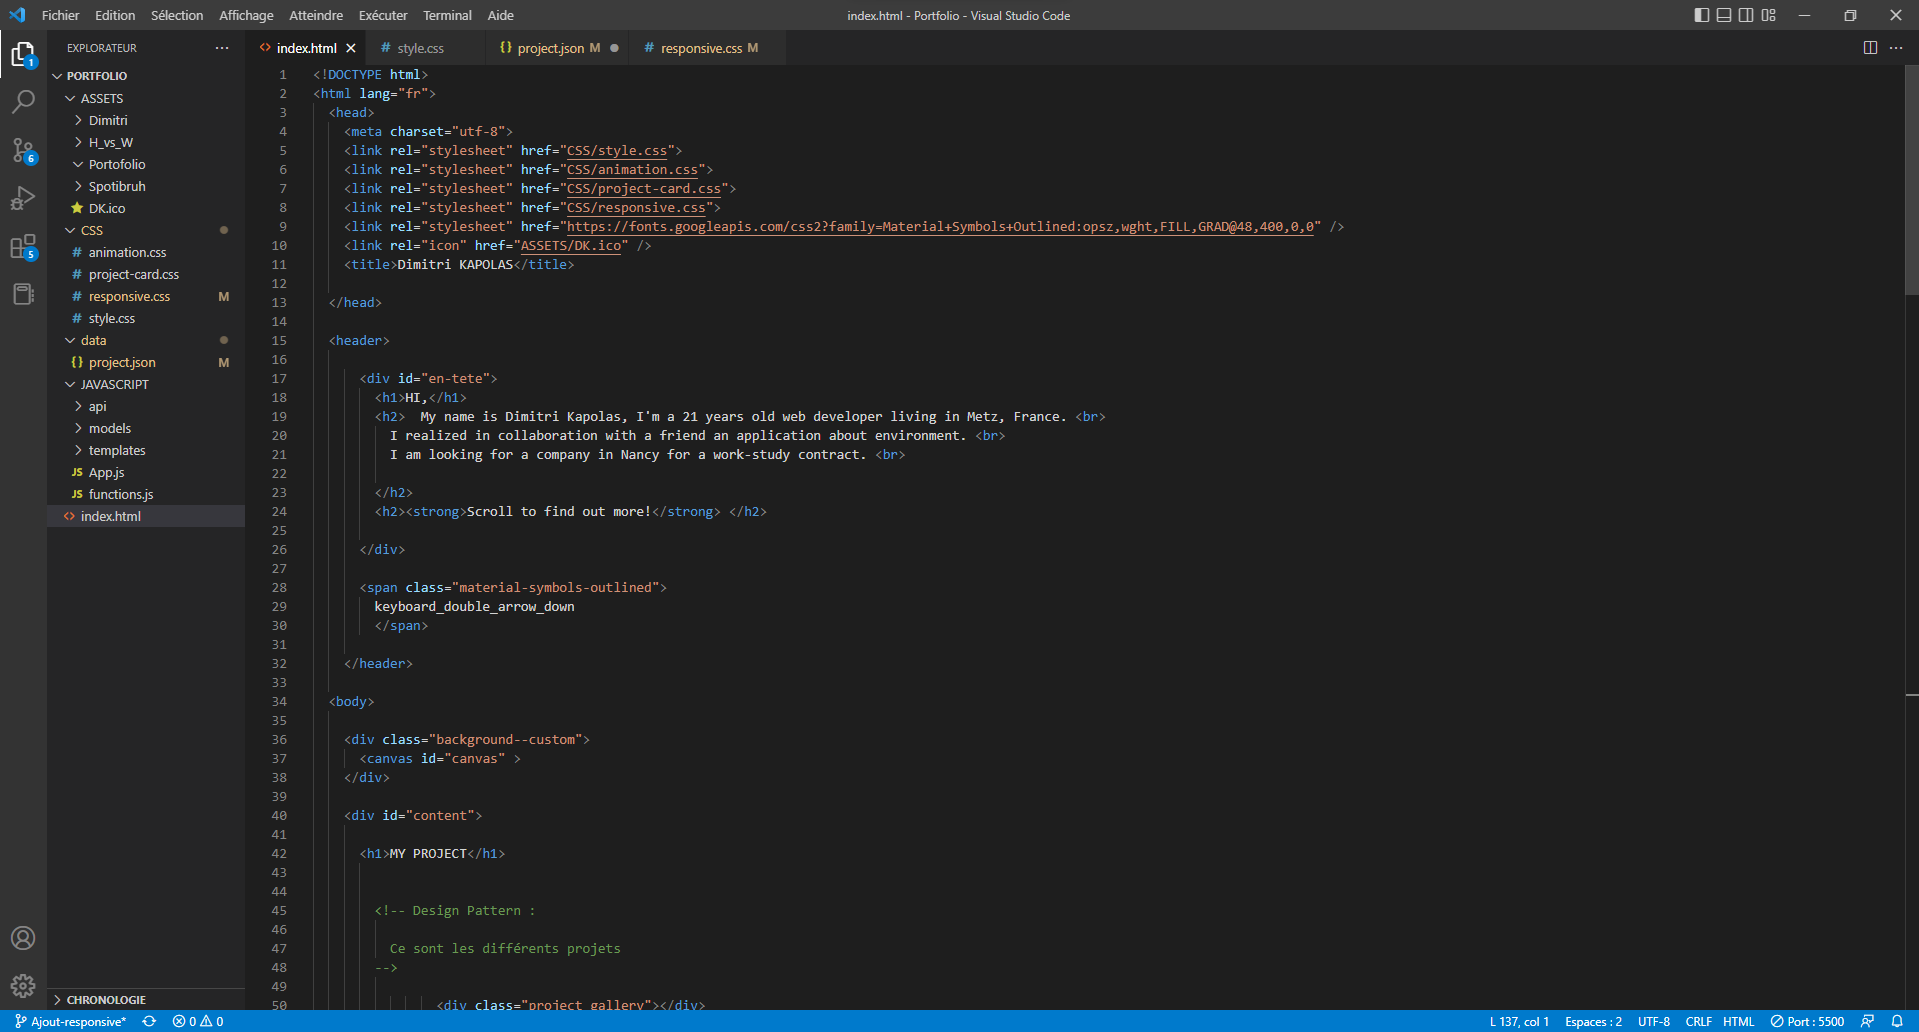 Fichier Edition Sélection Affichage Atteindre Exécuter Terminal Aide
index.html - Portfolio - Visual Studio Code
EXPLORATEUR
PORTFOLIO
ASSETS
Dimitri
H_vs_W
Portofolio
Spotibruh
DK.ico
CSS
# animation.css
# project-card.css
# responsive.css M
# style.css
data
{} project.json M
JAVASCRIPT
api
models
templates
JS App.js
JS functions.js
<> index.html
CHRONOLOGIE
1
6
5
<> index.html
# style.css
{} project.json M
# responsive.css M
1 <!DOCTYPE html>
2 <html lang="fr">
3 <head>
4 <meta charset="utf-8">
5 <link rel="stylesheet" href="CSS/style.css">
6 <link rel="stylesheet" href="CSS/animation.css">
7 <link rel="stylesheet" href="CSS/project-card.css">
8 <link rel="stylesheet" href="CSS/responsive.css">
9 <link rel="stylesheet" href="https://fonts.googleapis.com/css2?family=Material+Symbols+Outlined:opsz,wght,FILL,GRAD@48,400,0,0" />
10 <link rel="icon" href="ASSETS/DK.ico" />
11 <title>Dimitri KAPOLAS</title>
12
13 </head>
14
15 <header>
16
17 <div id="en-tete">
18 <h1>HI,</h1>
19 <h2> My name is Dimitri Kapolas, I'm a 21 years old web developer living in Metz, France. <br>
20 I realized in collaboration with a friend an application about environment. <br>
21 I am looking for a company in Nancy for a work-study contract. <br>
22
23 </h2>
24 <h2><strong>Scroll to find out more!</strong> </h2>
25
26 </div>
27
28 <span class="material-symbols-outlined">
29 keyboard_double_arrow_down
30 </span>
31
32 </header>
33
34 <body>
35
36 <div class="background--custom">
37 <canvas id="canvas" >
38 </div>
39
40 <div id="content">
41
42 <h1>MY PROJECT</h1>
43
44
45 <!-- Design Pattern :
46
47 Ce sont les différents projets
48 -->
49
50 <div class="project_gallery"></div>
Ajout-responsive* 0 0 L 137, col 1 Espaces : 2 UTF-8 CRLF HTML Port : 5500